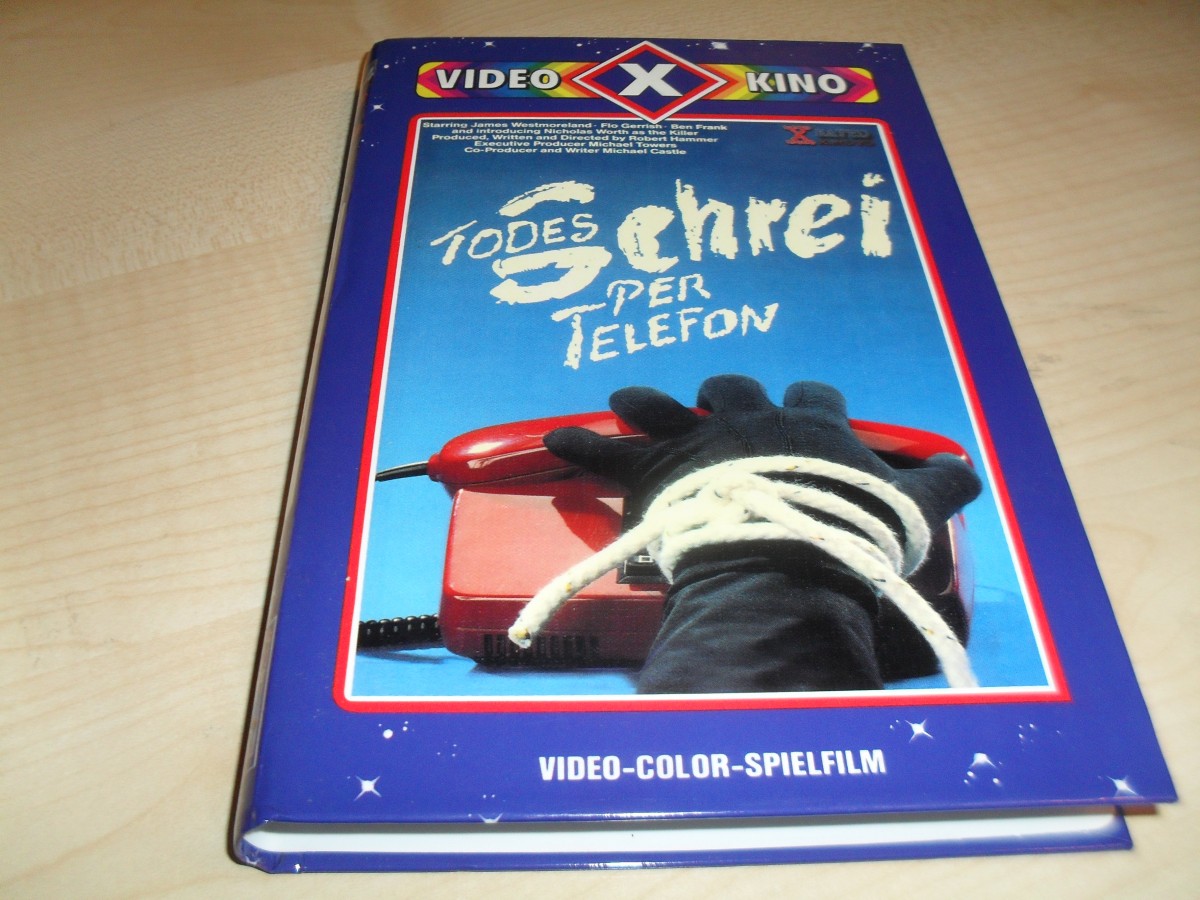 VIDEO X KINO
Starring James Westmoreland · Flo Gerrish · Ben Frank
and introducing Nicholas Worth as the Killer
Produced, Written and Directed by Robert Hammer
Executive Producer Michael Towers
Co-Producer and Writer Michael Castle
X RATED
TODES Schrei
PER
TELEFON
VIDEO-COLOR-SPIELFILM